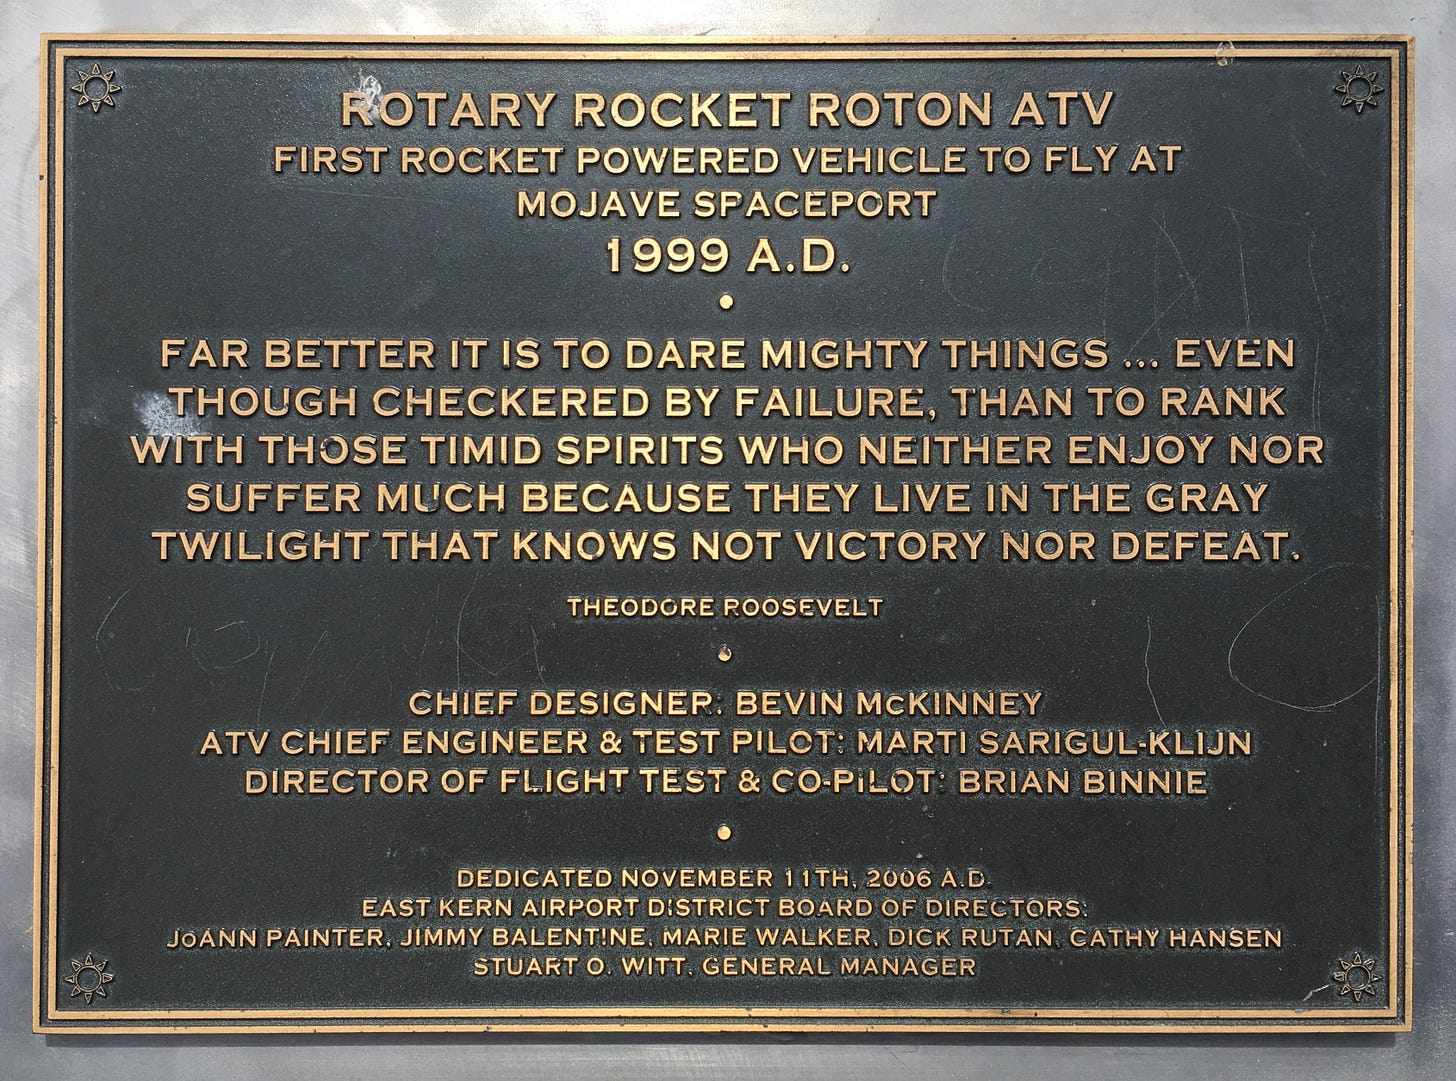 ROTARY ROCKET ROTON ATV
FIRST ROCKET POWERED VEHICLE TO FLY AT
MOJAVE SPACEPORT
1999 A.D.
FAR BETTER IT IS TO DARE MIGHTY THINGS ... EVEN
THOUGH CHECKERED BY FAILURE, THAN TO RANK
WITH THOSE TIMID SPIRITS WHO NEITHER ENJOY NOR
SUFFER MUCH BECAUSE THEY LIVE IN THE GRAY
TWILIGHT THAT KNOWS NOT VICTORY NOR DEFEAT.
THEODORE ROOSEVELT
CHIEF DESIGNER: BEVIN McKINNEY
ATV CHIEF ENGINEER & TEST PILOT: MARTI SARIGUL-KLIJN
DIRECTOR OF FLIGHT TEST & CO-PILOT: BRIAN BINNIE
DEDICATED NOVEMBER 11TH, 2006 A.D.
EAST KERN AIRPORT DISTRICT BOARD OF DIRECTORS:
JoANN PAINTER, JIMMY BALENTINE, MARIE WALKER, DICK RUTAN, CATHY HANSEN
STUART O. WITT, GENERAL MANAGER